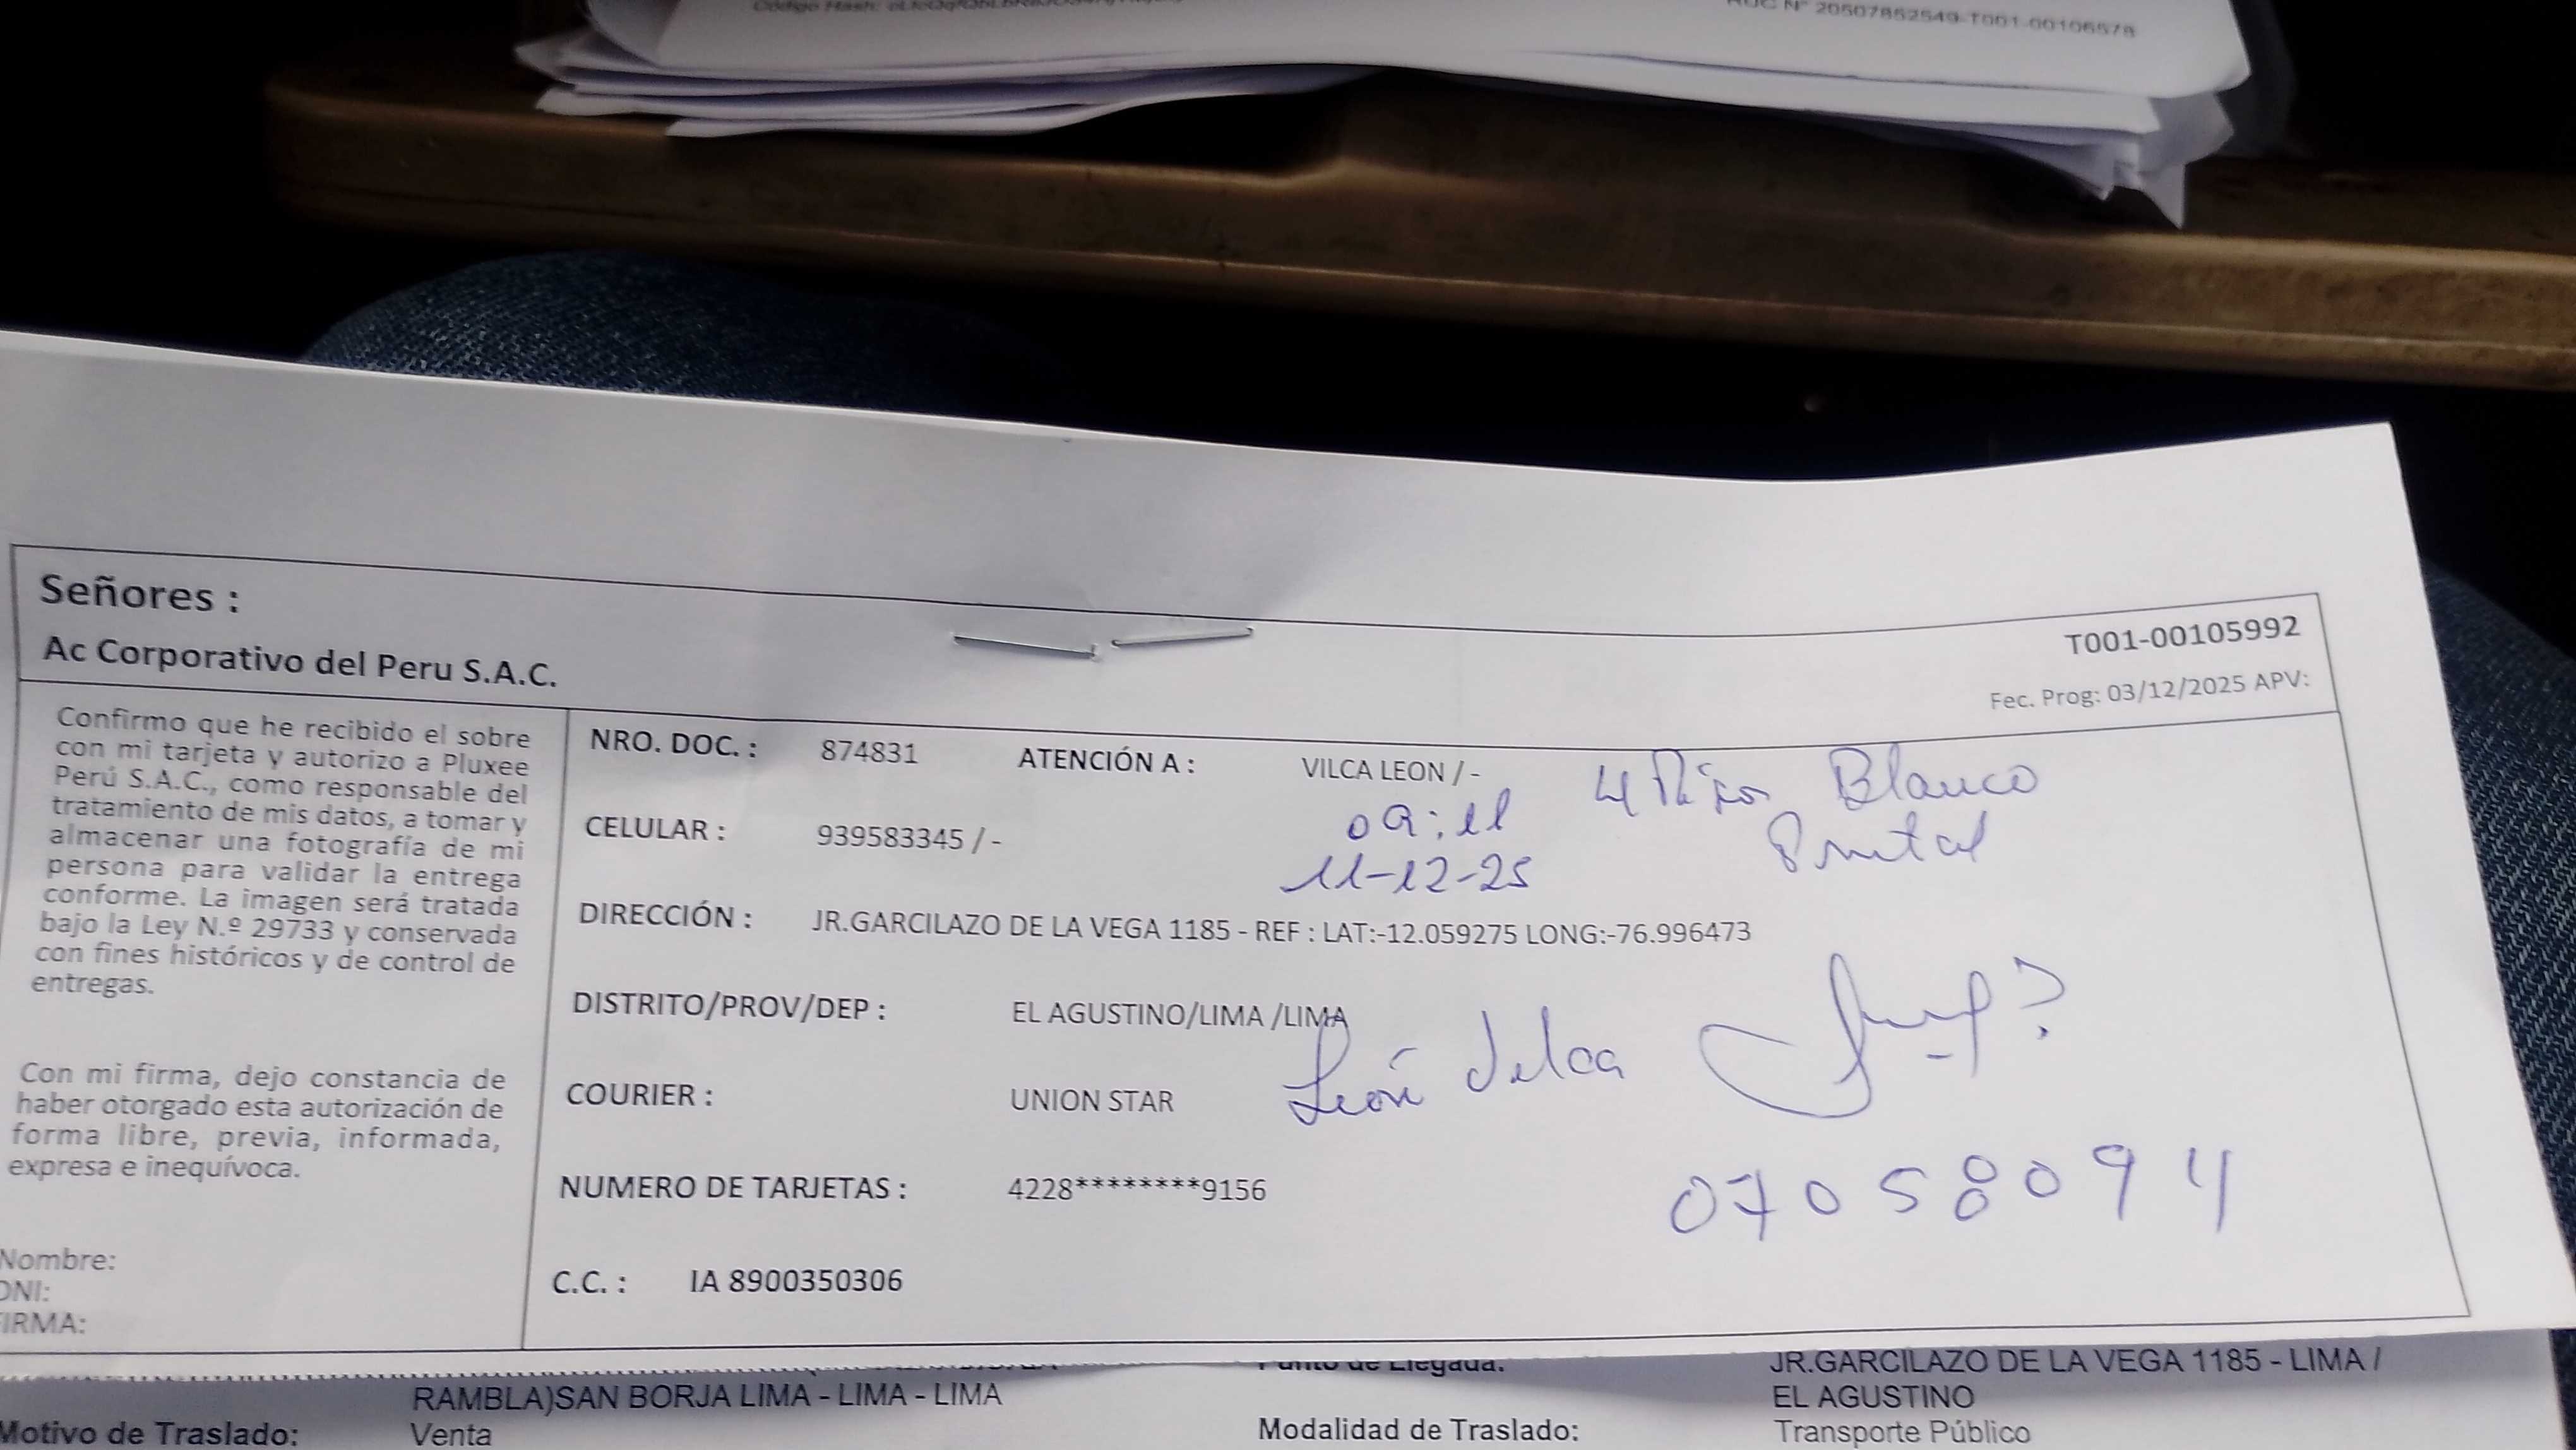 RUC N° 20507852549-T001-00106578
Señores :
Ac Corporativo del Peru S.A.C.
T001-00105992
Fec. Prog: 03/12/2025 APV:
Confirmo que he recibido el sobre
con mi tarjeta y autorizo a Pluxee
Perú S.A.C., como responsable del
tratamiento de mis datos, a tomar y
almacenar una fotografía de mi
persona para validar la entrega
conforme. La imagen será tratada
bajo la Ley N.º 29733 y conservada
con fines históricos y de control de
entregas.
Con mi firma, dejo constancia de
haber otorgado esta autorización de
forma libre, previa, informada,
expresa e inequívoca.
Nombre:
DNI:
FIRMA:
NRO. DOC. : 874831 ATENCIÓN A : VILCA LEON / -
4 Blanco
CELULAR : 939583345 / - 09:11
11-12-25
DIRECCIÓN : JR.GARCILAZO DE LA VEGA 1185 - REF : LAT:-12.059275 LONG:-76.996473
DISTRITO/PROV/DEP : EL AGUSTINO/LIMA /LIMA
León Vilca
COURIER : UNION STAR
NUMERO DE TARJETAS : 4228********9156
07058094
C.C. : IA 8900350306
Punto de Llegada: JR.GARCILAZO DE LA VEGA 1185 - LIMA /
RAMBLA)SAN BORJA LIMA - LIMA - LIMA EL AGUSTINO
Motivo de Traslado: Venta Modalidad de Traslado: Transporte Público